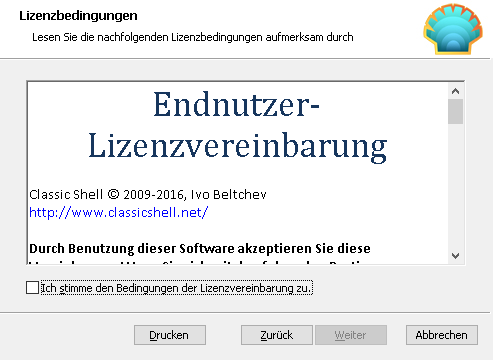 Lizenzbedingungen
Lesen Sie die nachfolgenden Lizenzbedingungen aufmerksam durch
Endnutzer-
Lizenzvereinbarung
Classic Shell © 2009-2016, Ivo Beltchev
http://www.classicshell.net/
Durch Benutzung dieser Software akzeptieren Sie diese
Ich stimme den Bedingungen der Lizenzvereinbarung zu.
Drucken
Zurück
Weiter
Abbrechen